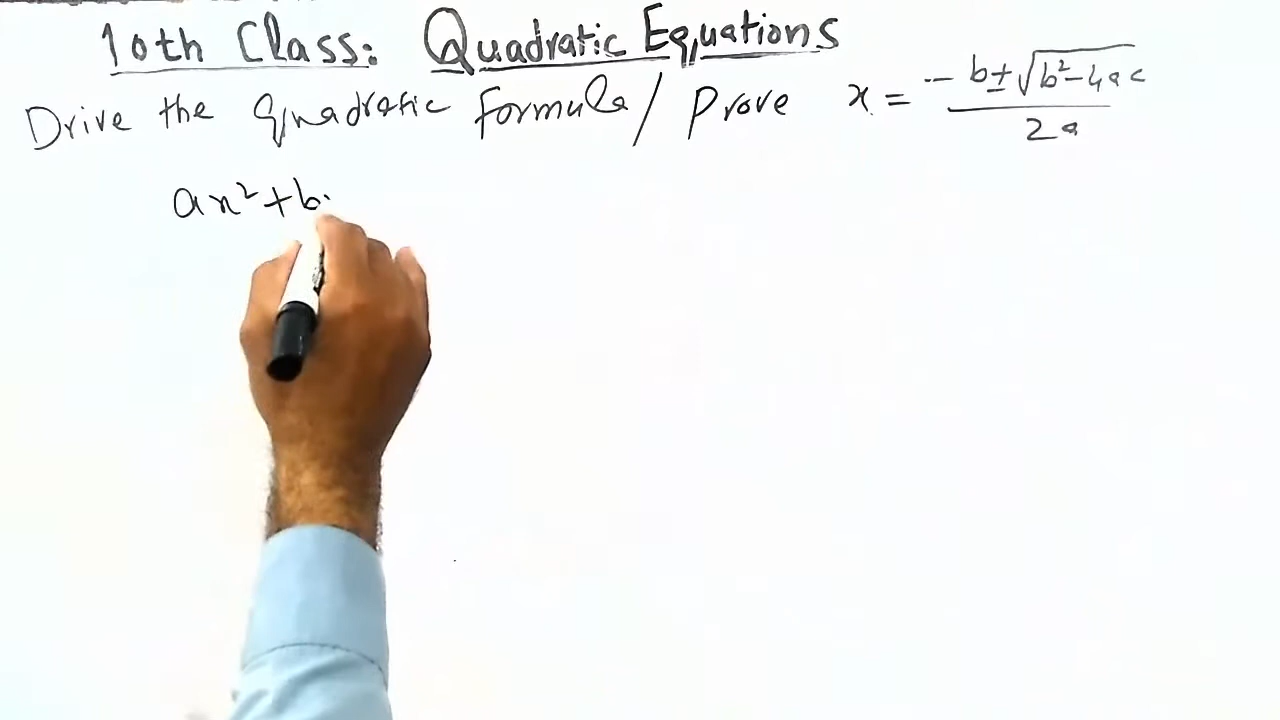 10th Class: Quadratic Equations
Drive the quadratic formula / Prove x = -b±√b²-4ac / 2a
ax²+b